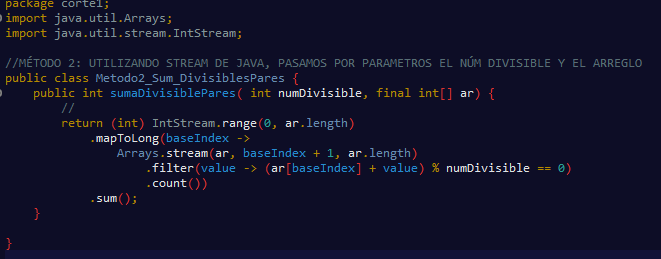 package cortel;
import java.util.Arrays;
import java.util.stream.IntStream;
//MÉTODO 2: UTILIZANDO STREAM DE JAVA, PASAMOS POR PARAMETROS EL NÚM DIVISIBLE Y EL ARREGLO
public class Metodo2_Sum_DivisiblesPares {
public int sumaDivisiblePares( int numDivisible, final int[] ar) {
//
return (int) IntStream.range(0, ar.length)
.mapToLong(baseIndex ->
Arrays.stream(ar, baseIndex + 1, ar.length)
.filter(value -> (ar[baseIndex] + value) % numDivisible == 0)
.count())
.sum();
}
}